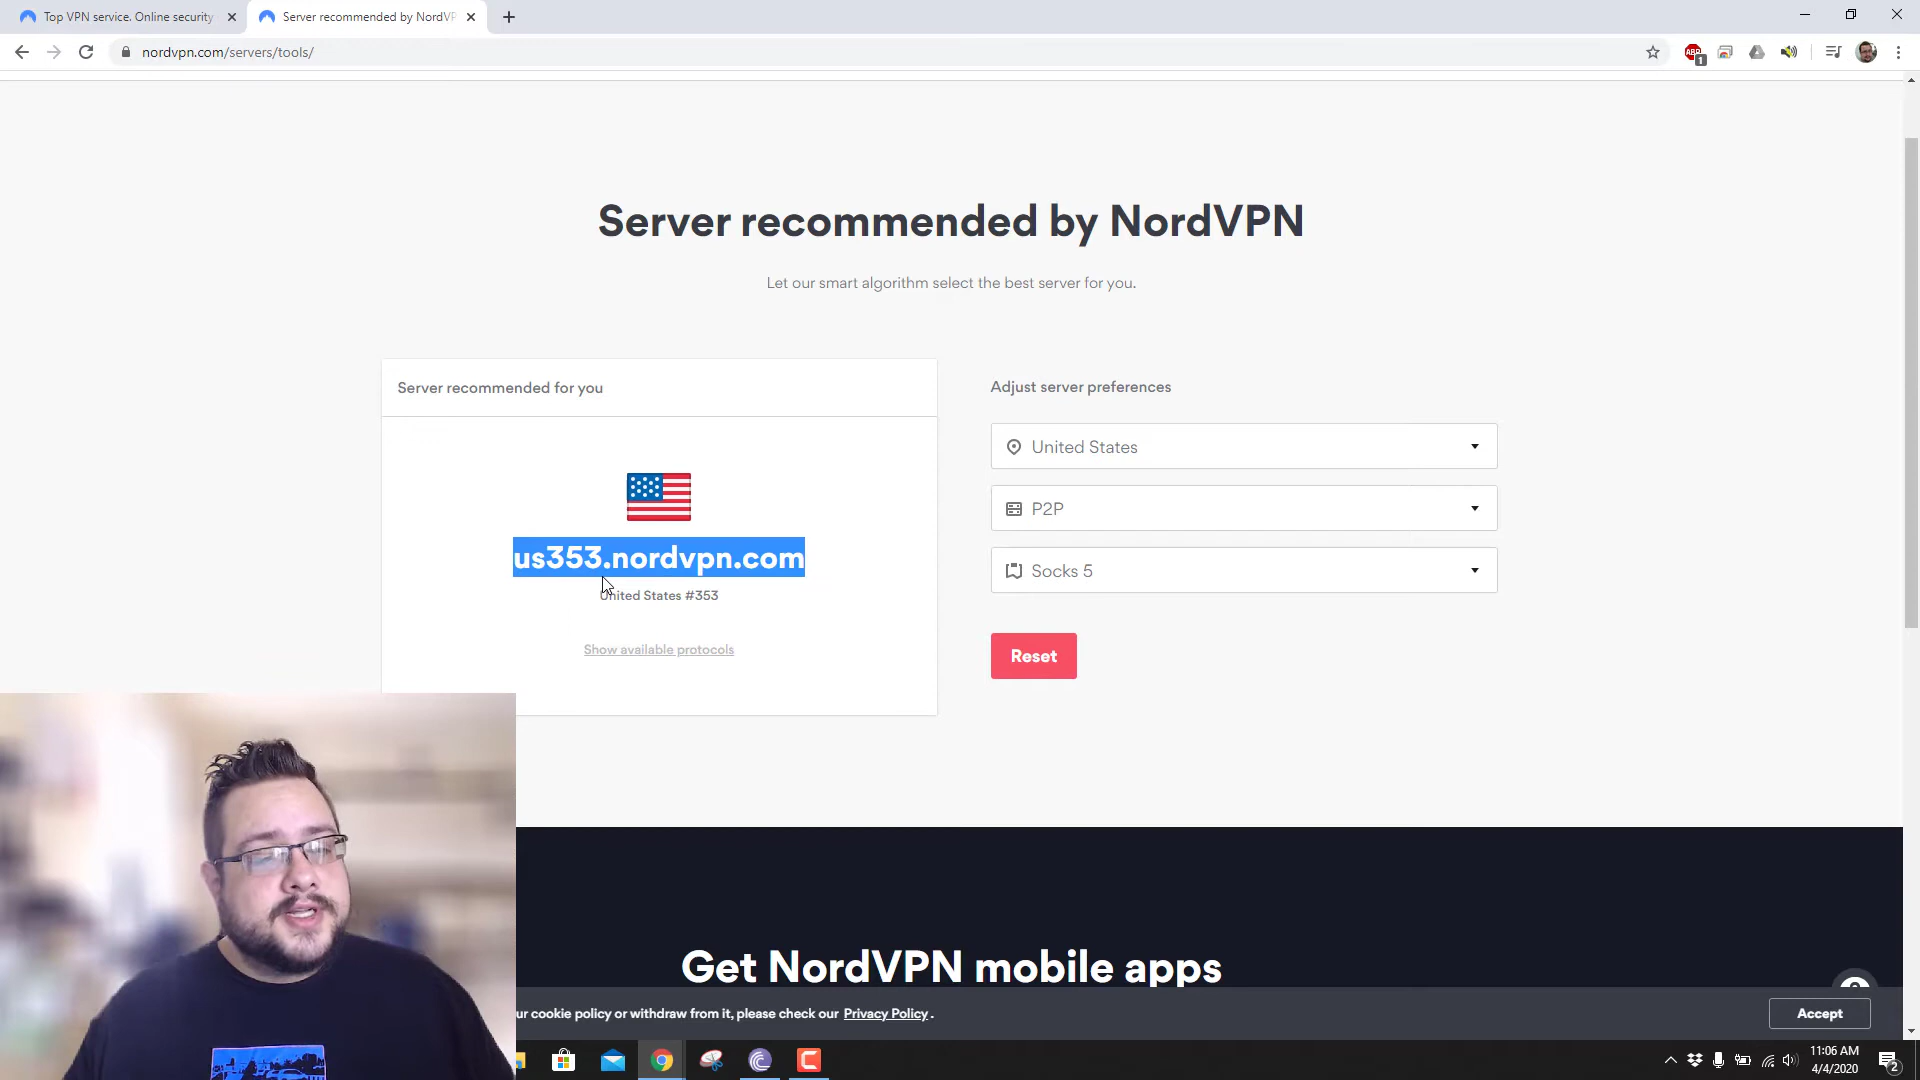 Top VPN service. Online security
Server recommended by NordVP
nordvpn.com/servers/tools/
ABP
1
Server recommended by NordVPN
Let our smart algorithm select the best server for you.
Server recommended for you
us353.nordvpn.com
United States #353
Show available protocols
Adjust server preferences
United States
P2P
Socks 5
Reset
Get NordVPN mobile apps
ur cookie policy or withdraw from it, please check our Privacy Policy .
Accept
11:06 AM
4/4/2020
2